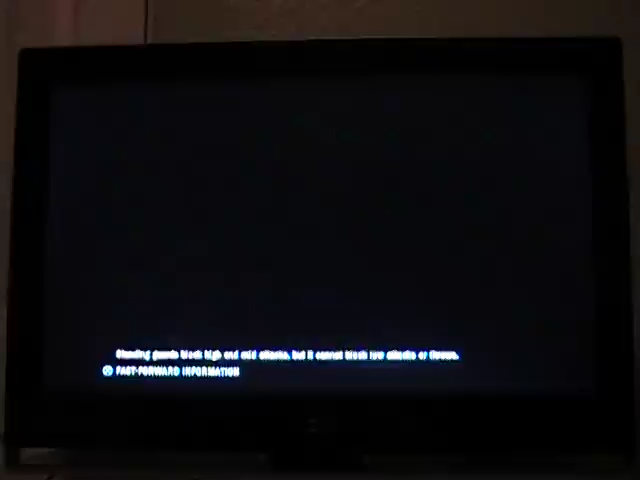 Standing guards block high and mid attacks, but it cannot block low attacks or throws.
FAST-FORWARD INFORMATION